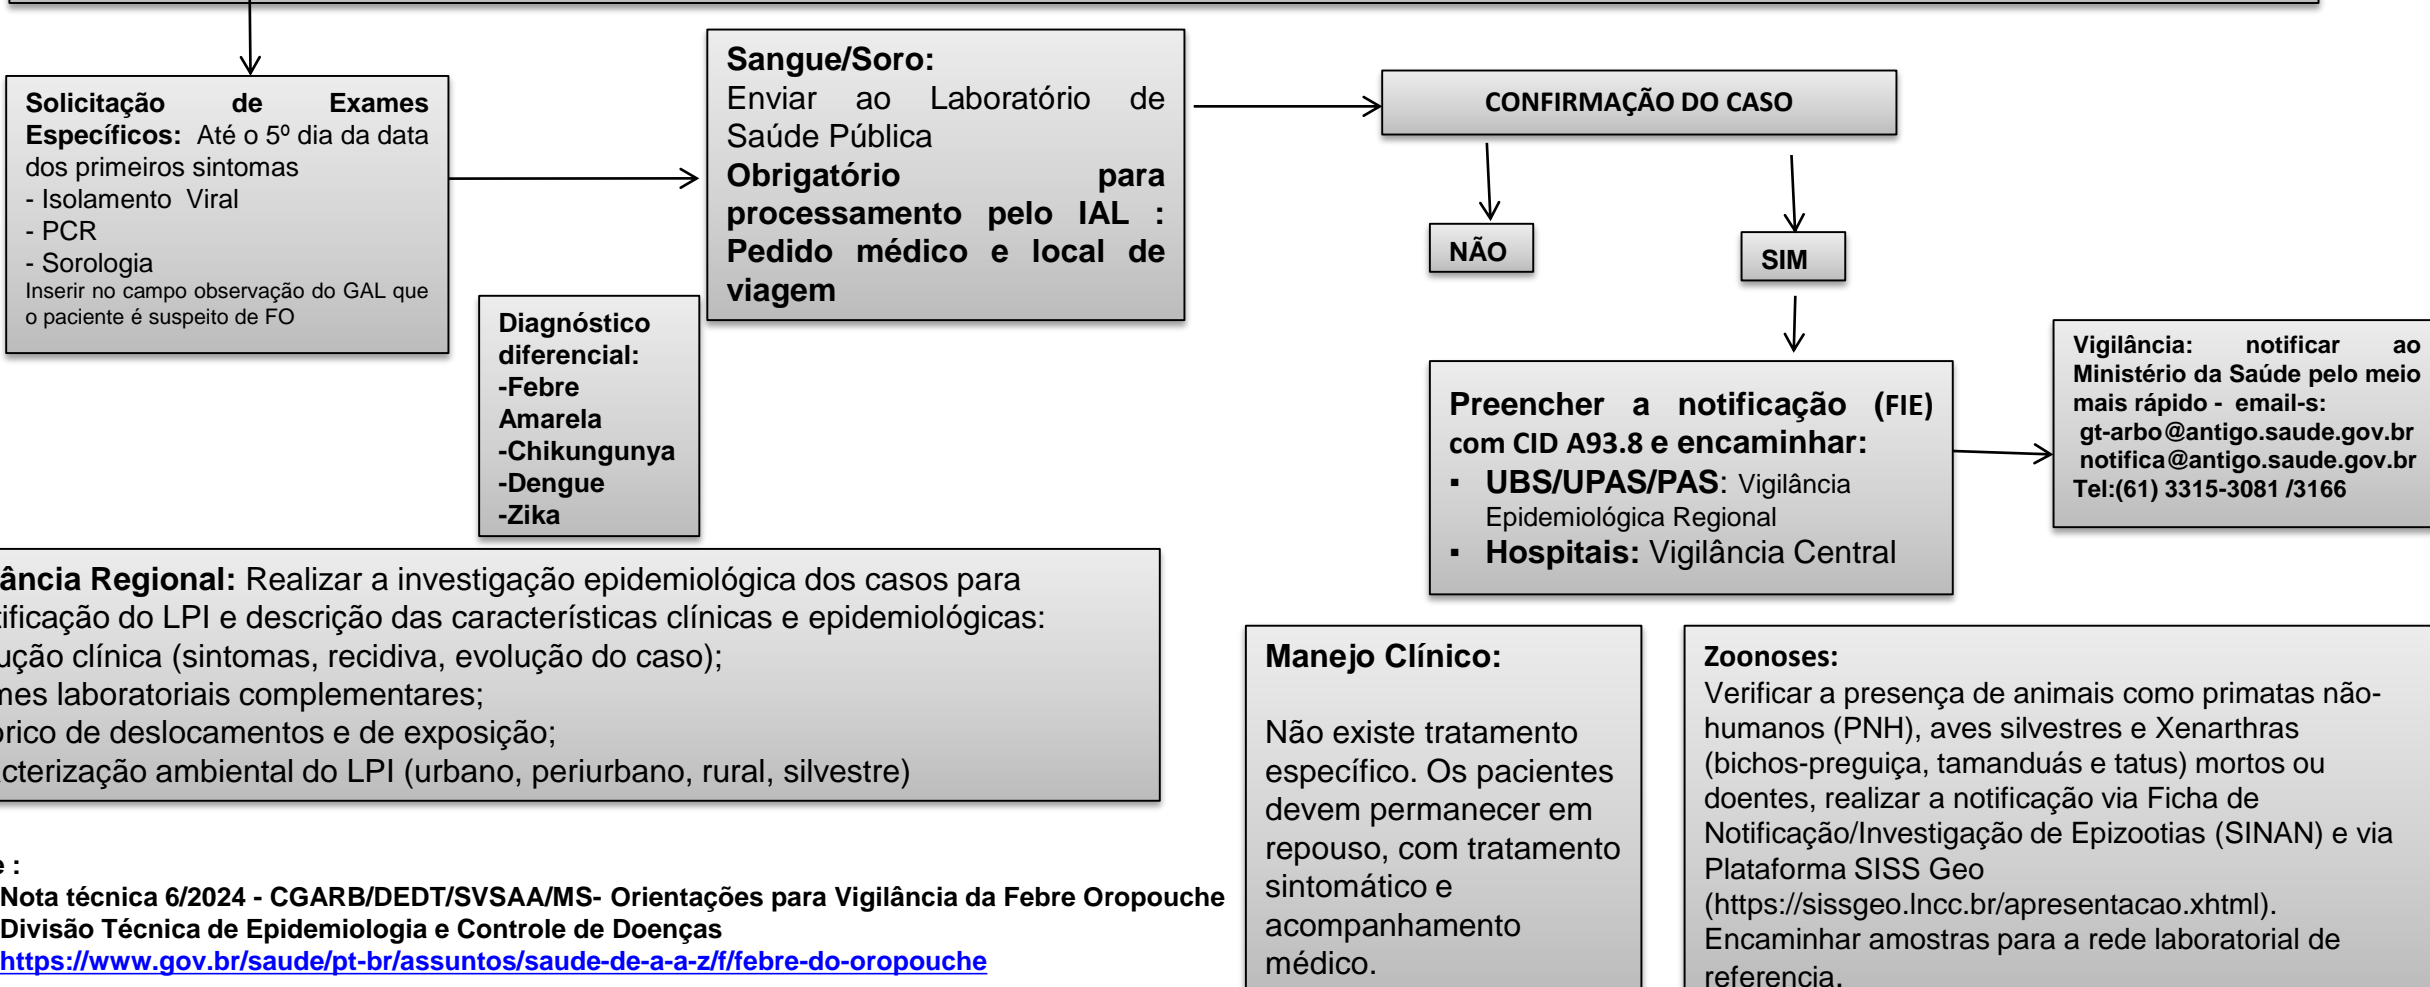 Solicitação de Exames
Específicos: Até o 5º dia da data
dos primeiros sintomas
- Isolamento Viral
- PCR
- Sorologia
Inserir no campo observação do GAL que
o paciente é suspeito de FO
Sangue/Soro:
Enviar ao Laboratório de
Saúde Pública
Obrigatório para
processamento pelo IAL :
Pedido médico e local de
viagem
CONFIRMAÇÃO DO CASO
NÃO
SIM
Diagnóstico
diferencial:
-Febre
Amarela
-Chikungunya
-Dengue
-Zika
Preencher a notificação (FIE)
com CID A93.8 e encaminhar:
▪ UBS/UPAS/PAS: Vigilância
Epidemiológica Regional
▪ Hospitais: Vigilância Central
Vigilância: notificar ao
Ministério da Saúde pelo meio
mais rápido - email-s:
gt-arbo@antigo.saude.gov.br
notifica@antigo.saude.gov.br
Tel:(61) 3315-3081 /3166
ância Regional: Realizar a investigação epidemiológica dos casos para
tificação do LPI e descrição das características clínicas e epidemiológicas:
ução clínica (sintomas, recidiva, evolução do caso);
mes laboratoriais complementares;
órico de deslocamentos e de exposição;
acterização ambiental do LPI (urbano, periurbano, rural, silvestre)
Manejo Clínico:
Não existe tratamento
específico. Os pacientes
devem permanecer em
repouso, com tratamento
sintomático e
acompanhamento
médico.
Zoonoses:
Verificar a presença de animais como primatas não-
humanos (PNH), aves silvestres e Xenarthras
(bichos-preguiça, tamanduás e tatus) mortos ou
doentes, realizar a notificação via Ficha de
Notificação/Investigação de Epizootias (SINAN) e via
Plataforma SISS Geo
(https://sissgeo.lncc.br/apresentacao.xhtml).
Encaminhar amostras para a rede laboratorial de
referencia.
e :
Nota técnica 6/2024 - CGARB/DEDT/SVSAA/MS- Orientações para Vigilância da Febre Oropouche
Divisão Técnica de Epidemiologia e Controle de Doenças
https://www.gov.br/saude/pt-br/assuntos/saude-de-a-a-z/f/febre-do-oropouche